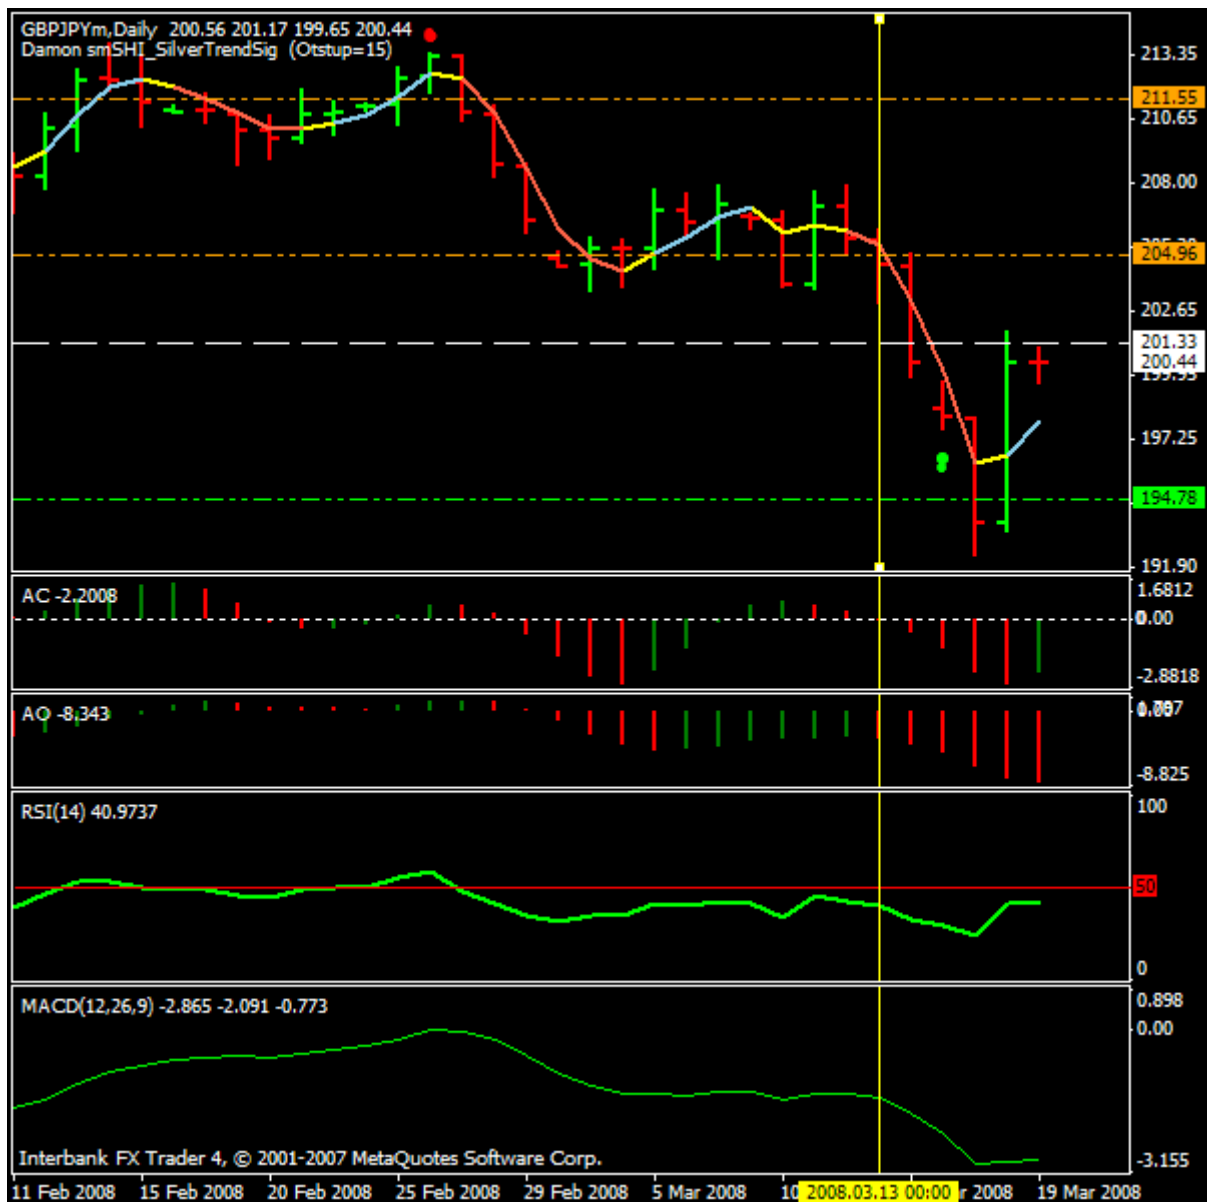 GBPJPYm,Daily 200.56 201.17 199.65 200.44
Damon smSHI_SilverTrendSig (Otstup=15)
213.35
211.55
210.65
208.00
204.96
202.65
201.33
200.44
197.25
194.78
191.90
AC -2.2008
1.6812
0.00
-2.8818
AO -8.343
-8.825
RSI(14) 40.9737
100
50
0
MACD(12,26,9) -2.865 -2.091 -0.773
0.898
0.00
-3.155
Interbank FX Trader 4, © 2001-2007 MetaQuotes Software Corp.
11 Feb 2008 15 Feb 2008 20 Feb 2008 25 Feb 2008 29 Feb 2008 5 Mar 2008 10 2008.03.13 00:00 r 2008 19 Mar 2008